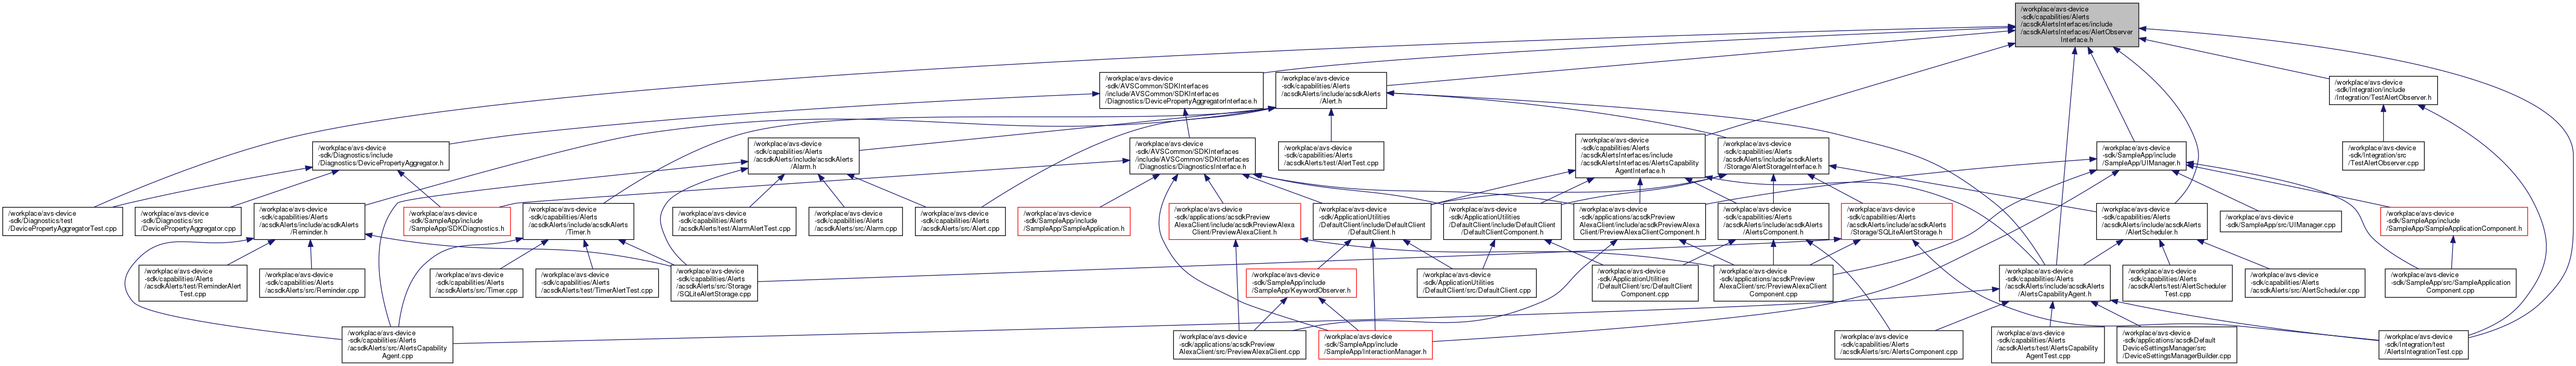 /workplace/avs-device
-sdk/capabilities/Alerts
/acsdkAlertsInterfaces/include
/acsdkAlertsInterfaces/AlertObserver
Interface.h
/workplace/avs-device
-sdk/AVSCommon/SDKInterfaces
/include/AVSCommon/SDKInterfaces
/Diagnostics/DevicePropertyAggregatorInterface.h
/workplace/avs-device
-sdk/capabilities/Alerts
/acsdkAlerts/include/acsdkAlerts
/Alert.h
/workplace/avs-device
-sdk/Integration/include
/Integration/TestAlertObserver.h
/workplace/avs-device
-sdk/Diagnostics/include
/Diagnostics/DevicePropertyAggregator.h
/workplace/avs-device
-sdk/capabilities/Alerts
/acsdkAlerts/include/acsdkAlerts
/Alarm.h
/workplace/avs-device
-sdk/AVSCommon/SDKInterfaces
/include/AVSCommon/SDKInterfaces
/Diagnostics/DiagnosticsInterface.h
/workplace/avs-device
-sdk/capabilities/Alerts
/acsdkAlerts/test/AlertTest.cpp
/workplace/avs-device
-sdk/capabilities/Alerts
/acsdkAlertsInterfaces/include
/acsdkAlertsInterfaces/AlertsCapability
AgentInterface.h
/workplace/avs-device
-sdk/capabilities/Alerts
/acsdkAlerts/include/acsdkAlerts
/Storage/AlertStorageInterface.h
/workplace/avs-device
-sdk/SampleApp/include
/SampleApp/UIManager.h
/workplace/avs-device
-sdk/Integration/src
/TestAlertObserver.cpp
/workplace/avs-device
-sdk/Diagnostics/test
/DevicePropertyAggregatorTest.cpp
/workplace/avs-device
-sdk/Diagnostics/src
/DevicePropertyAggregator.cpp
/workplace/avs-device
-sdk/capabilities/Alerts
/acsdkAlerts/include/acsdkAlerts
/Reminder.h
/workplace/avs-device
-sdk/SampleApp/include
/SampleApp/SDKDiagnostics.h
/workplace/avs-device
-sdk/capabilities/Alerts
/acsdkAlerts/include/acsdkAlerts
/Timer.h
/workplace/avs-device
-sdk/capabilities/Alerts
/acsdkAlerts/test/AlarmAlertTest.cpp
/workplace/avs-device
-sdk/capabilities/Alerts
/acsdkAlerts/src/Alarm.cpp
/workplace/avs-device
-sdk/capabilities/Alerts
/acsdkAlerts/src/Alert.cpp
/workplace/avs-device
-sdk/SampleApp/include
/SampleApp/SampleApplication.h
/workplace/avs-device
-sdk/applications/acsdkPreview
AlexaClient/include/acsdkPreviewAlexa
Client/PreviewAlexaClient.h
/workplace/avs-device
-sdk/ApplicationUtilities
/DefaultClient/include/DefaultClient
/DefaultClient.h
/workplace/avs-device
-sdk/ApplicationUtilities
/DefaultClient/include/DefaultClient
/DefaultClientComponent.h
/workplace/avs-device
-sdk/applications/acsdkPreview
AlexaClient/include/acsdkPreviewAlexa
Client/PreviewAlexaClientComponent.h
/workplace/avs-device
-sdk/capabilities/Alerts
/acsdkAlerts/include/acsdkAlerts
/AlertsComponent.h
/workplace/avs-device
-sdk/capabilities/Alerts
/acsdkAlerts/include/acsdkAlerts
/Storage/SQLiteAlertStorage.h
/workplace/avs-device
-sdk/capabilities/Alerts
/acsdkAlerts/include/acsdkAlerts
/AlertScheduler.h
/workplace/avs-device
-sdk/SampleApp/src/UIManager.cpp
/workplace/avs-device
-sdk/SampleApp/include
/SampleApp/SampleApplicationComponent.h
/workplace/avs-device
-sdk/capabilities/Alerts
/acsdkAlerts/test/ReminderAlert
Test.cpp
/workplace/avs-device
-sdk/capabilities/Alerts
/acsdkAlerts/src/Reminder.cpp
/workplace/avs-device
-sdk/capabilities/Alerts
/acsdkAlerts/src/Timer.cpp
/workplace/avs-device
-sdk/capabilities/Alerts
/acsdkAlerts/test/TimerAlertTest.cpp
/workplace/avs-device
-sdk/capabilities/Alerts
/acsdkAlerts/src/Storage
/SQLiteAlertStorage.cpp
/workplace/avs-device
-sdk/SampleApp/include
/SampleApp/KeywordObserver.h
/workplace/avs-device
-sdk/ApplicationUtilities
/DefaultClient/src/DefaultClient.cpp
/workplace/avs-device
-sdk/ApplicationUtilities
/DefaultClient/src/DefaultClient
Component.cpp
/workplace/avs-device
-sdk/applications/acsdkPreview
AlexaClient/src/PreviewAlexaClient
Component.cpp
/workplace/avs-device
-sdk/capabilities/Alerts
/acsdkAlerts/include/acsdkAlerts
/AlertsCapabilityAgent.h
/workplace/avs-device
-sdk/capabilities/Alerts
/acsdkAlerts/test/AlertScheduler
Test.cpp
/workplace/avs-device
-sdk/capabilities/Alerts
/acsdkAlerts/src/AlertScheduler.cpp
/workplace/avs-device
-sdk/SampleApp/src/SampleApplication
Component.cpp
/workplace/avs-device
-sdk/capabilities/Alerts
/acsdkAlerts/src/AlertsCapability
Agent.cpp
/workplace/avs-device
-sdk/applications/acsdkPreview
AlexaClient/src/PreviewAlexaClient.cpp
/workplace/avs-device
-sdk/SampleApp/include
/SampleApp/InteractionManager.h
/workplace/avs-device
-sdk/capabilities/Alerts
/acsdkAlerts/src/AlertsComponent.cpp
/workplace/avs-device
-sdk/capabilities/Alerts
/acsdkAlerts/test/AlertsCapability
AgentTest.cpp
/workplace/avs-device
-sdk/applications/acsdkDefault
DeviceSettingsManager/src
/DeviceSettingsManagerBuilder.cpp
/workplace/avs-device
-sdk/Integration/test
/AlertsIntegrationTest.cpp